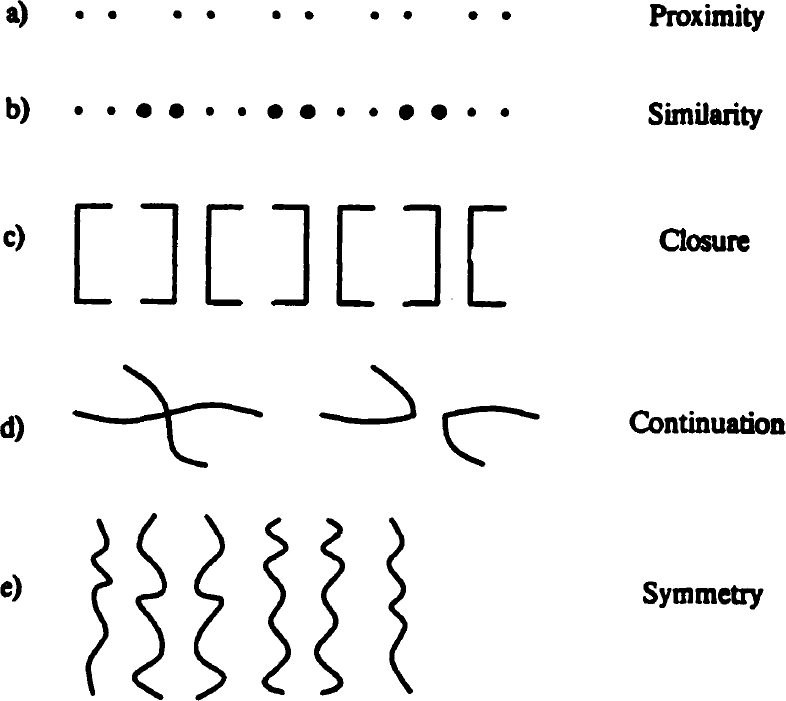 a) Proximity
b) Similarity
c) Closure
d) Continuation
e) Symmetry